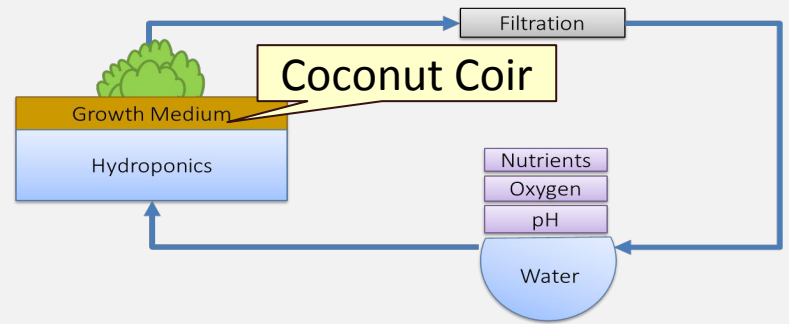 Filtration
Coconut Coir
Growth Medium
Hydroponics
Nutrients
Oxygen
pH
Water